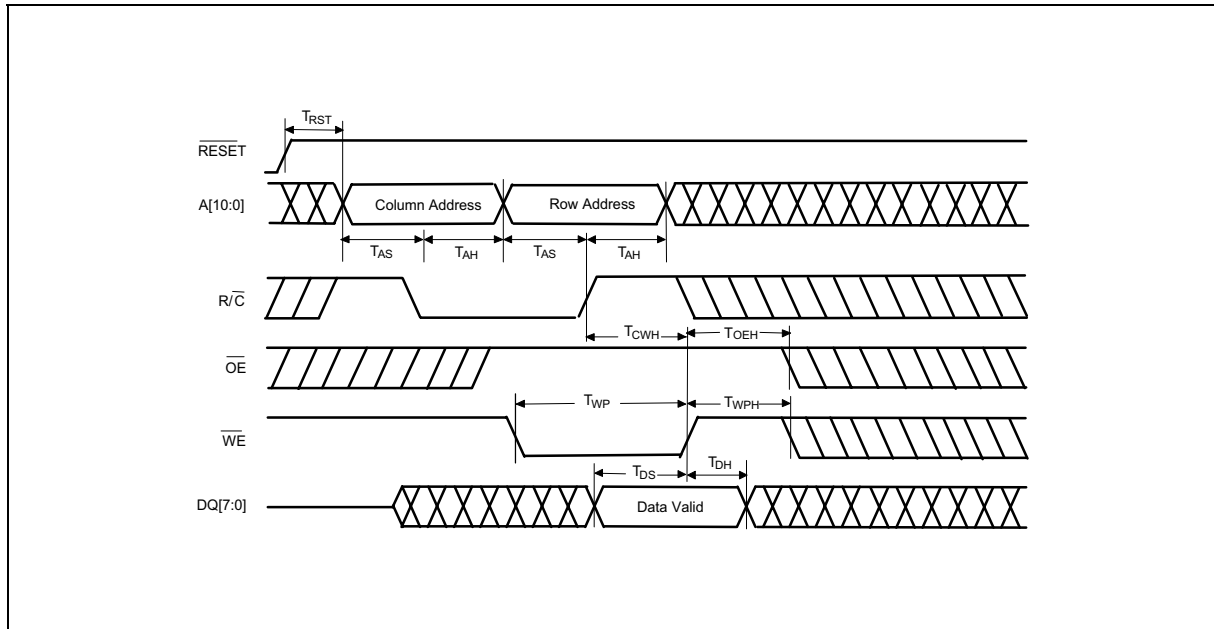 TRST
RESET
A[10:0]
Column Address
Row Address
TAS
TAH
TAS
TAH
R/C
TCWH
TOEH
OE
TWP
TWPH
WE
TDS
TDH
DQ[7:0]
Data Valid